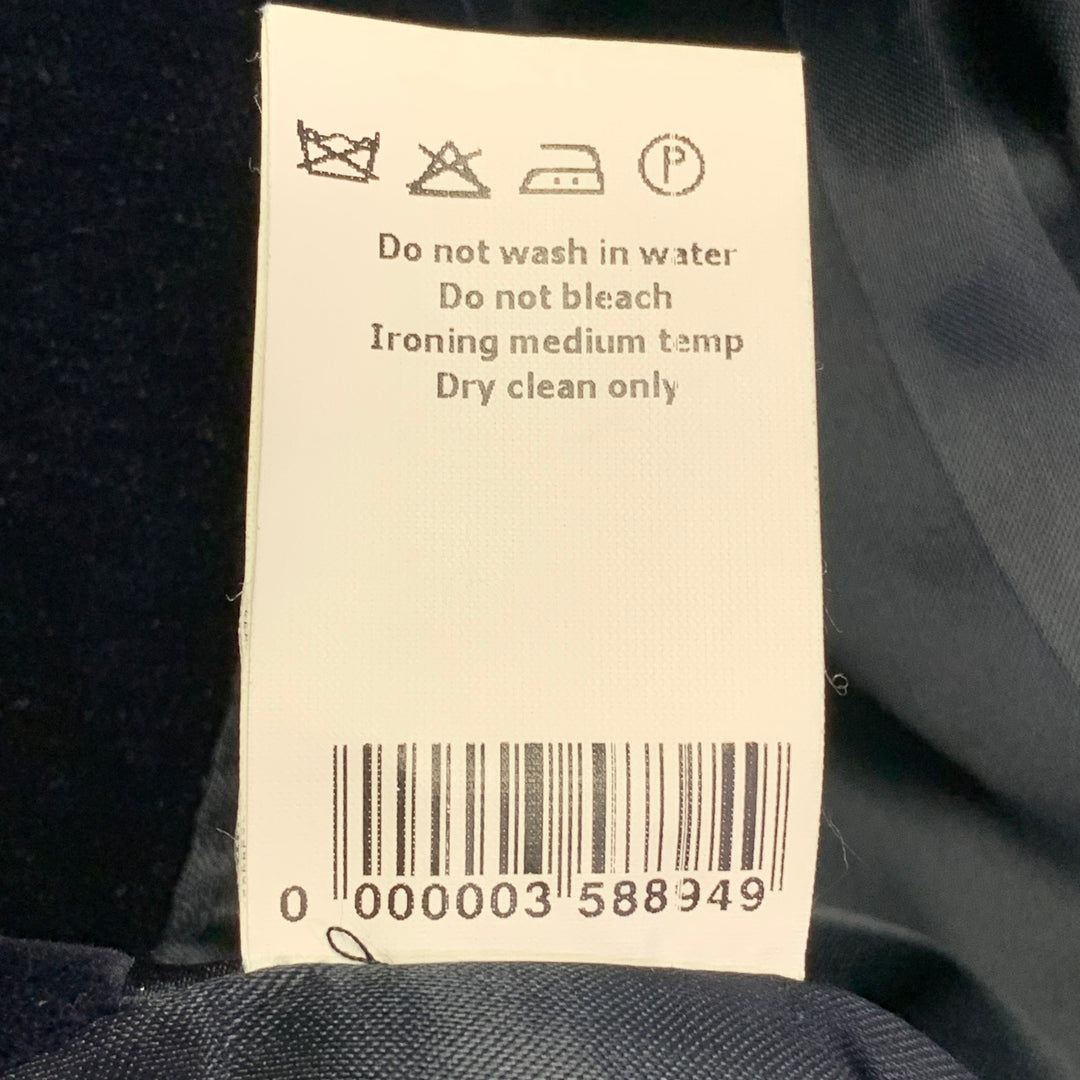 P
Do not wash in water
Do not bleach
Ironing medium temp
Dry clean only
0 000003 588949